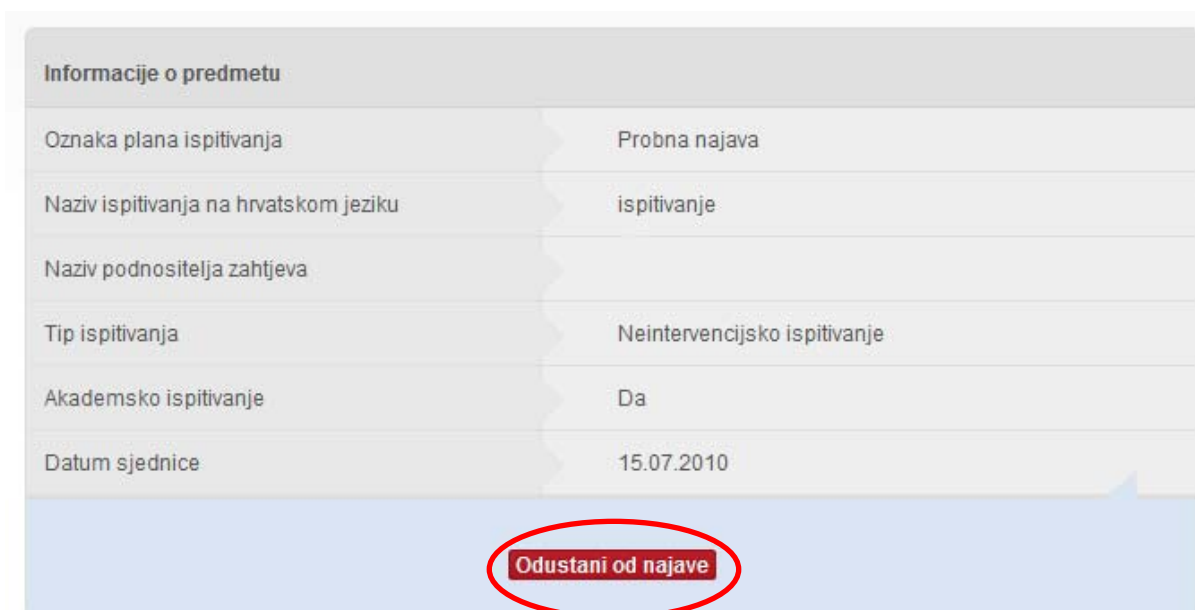 Informacije o predmetu
Oznaka plana ispitivanja Probna najava
Naziv ispitivanja na hrvatskom jeziku ispitivanje
Naziv podnositelja zahtjeva
Tip ispitivanja Neintervencijsko ispitivanje
Akademsko ispitivanje Da
Datum sjednice 15.07.2010
Odustani od najave